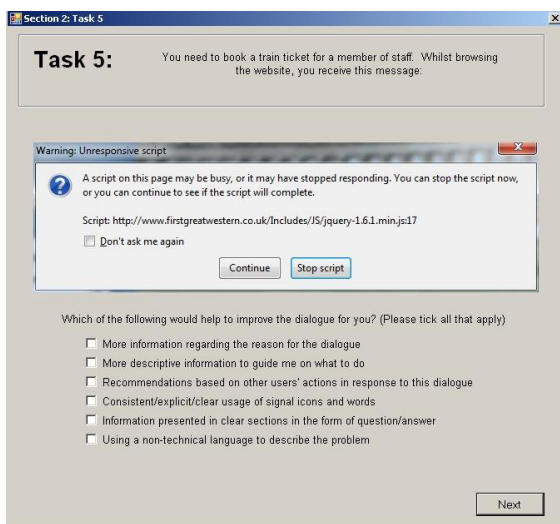 Section 2: Task 5
Task 5:
You need to book a train ticket for a member of staff. Whilst browsing
the website, you receive this message:
Warning: Unresponsive script
A script on this page may be busy, or it may have stopped responding. You can stop the script now,
or you can continue to see if the script will complete.
Script: http://www.firstgreatwestern.co.uk/Includes/JS/jquery-1.6.1.min.js:17
Don't ask me again
Continue Stop script
Which of the following would help to improve the dialogue for you? (Please tick all that apply)
More information regarding the reason for the dialogue
More descriptive information to guide me on what to do
Recommendations based on other users' actions in response to this dialogue
Consistent/explicit/clear usage of signal icons and words
Information presented in clear sections in the form of question/answer
Using a non-technical language to describe the problem
Next